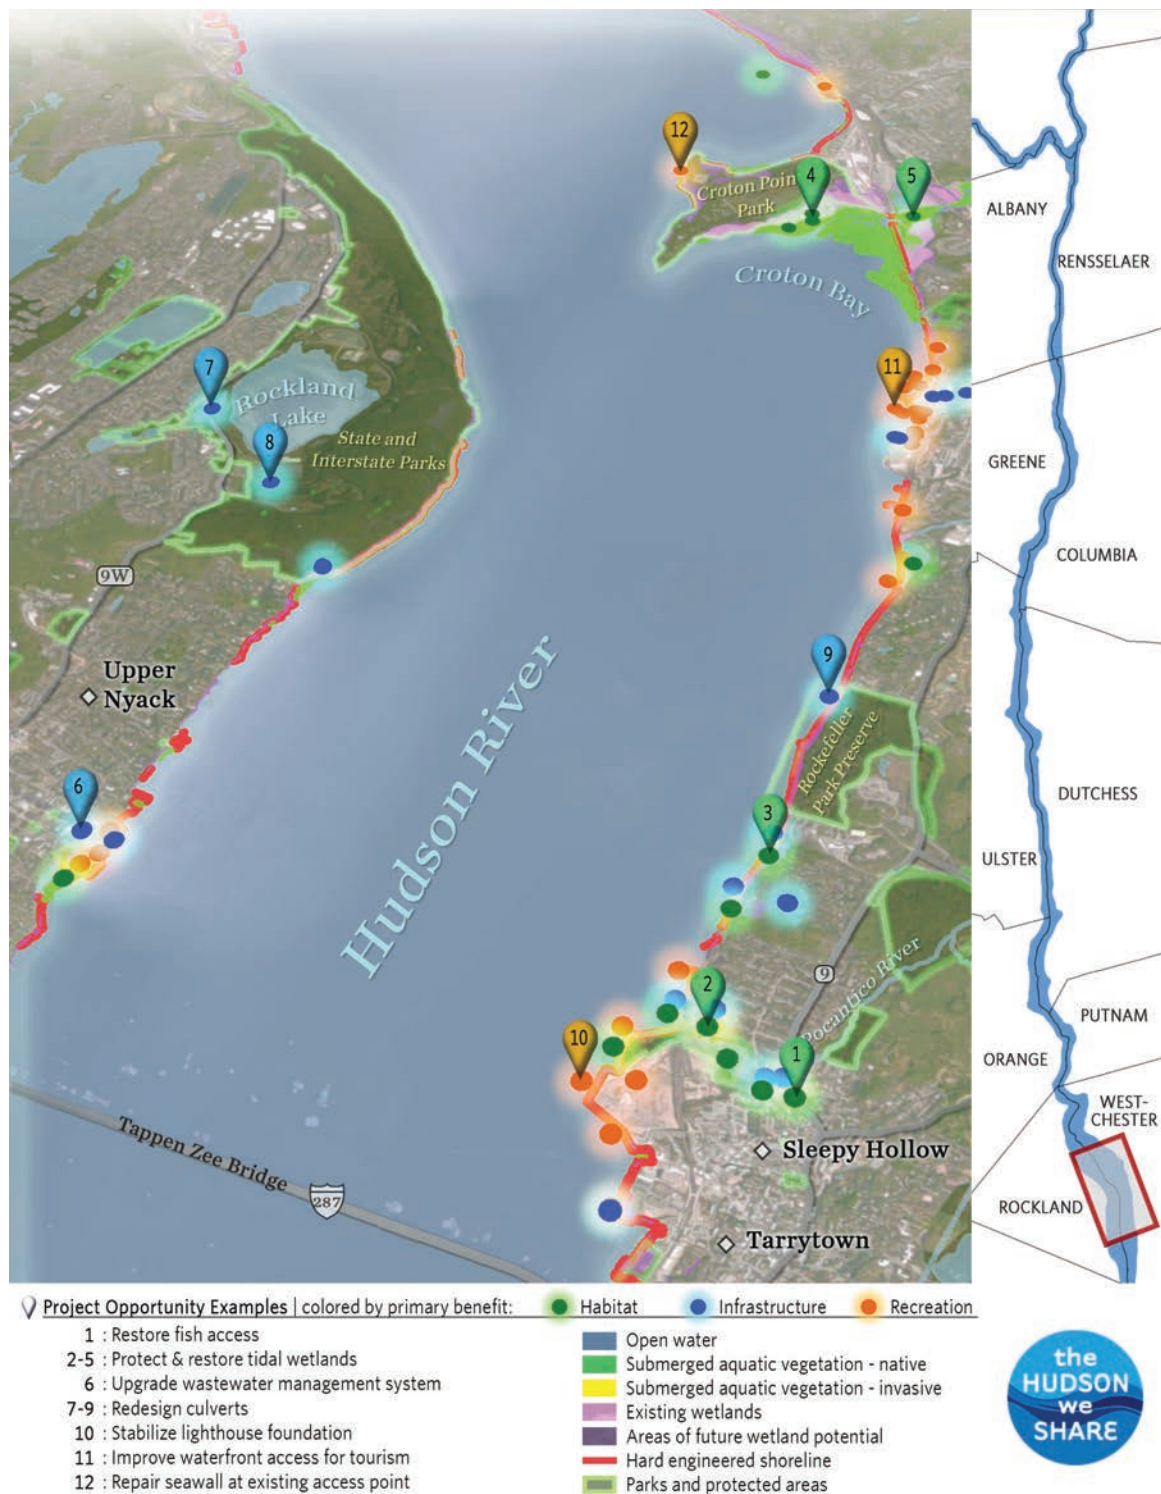 12
Croton Point
Park
4
5
Croton Bay
11
7
Rockland
Lake
8
State and
Interstate Parks
9W
Upper
Nyack
Hudson River
9
Rockefeller
Park Preserve
6
3
9
Pocantico River
2
10
1
Sleepy Hollow
Tappen Zee Bridge
287
Tarrytown
ALBANY
RENSSELAER
GREENE
COLUMBIA
DUTCHESS
ULSTER
PUTNAM
ORANGE
WEST-
CHESTER
ROCKLAND
Project Opportunity Examples | colored by primary benefit: Habitat Infrastructure Recreation
1 : Restore fish access
2-5 : Protect & restore tidal wetlands
6 : Upgrade wastewater management system
7-9 : Redesign culverts
10 : Stabilize lighthouse foundation
11 : Improve waterfront access for tourism
12 : Repair seawall at existing access point
Open water
Submerged aquatic vegetation - native
Submerged aquatic vegetation - invasive
Existing wetlands
Areas of future wetland potential
Hard engineered shoreline
Parks and protected areas
the
HUDSON
we
SHARE